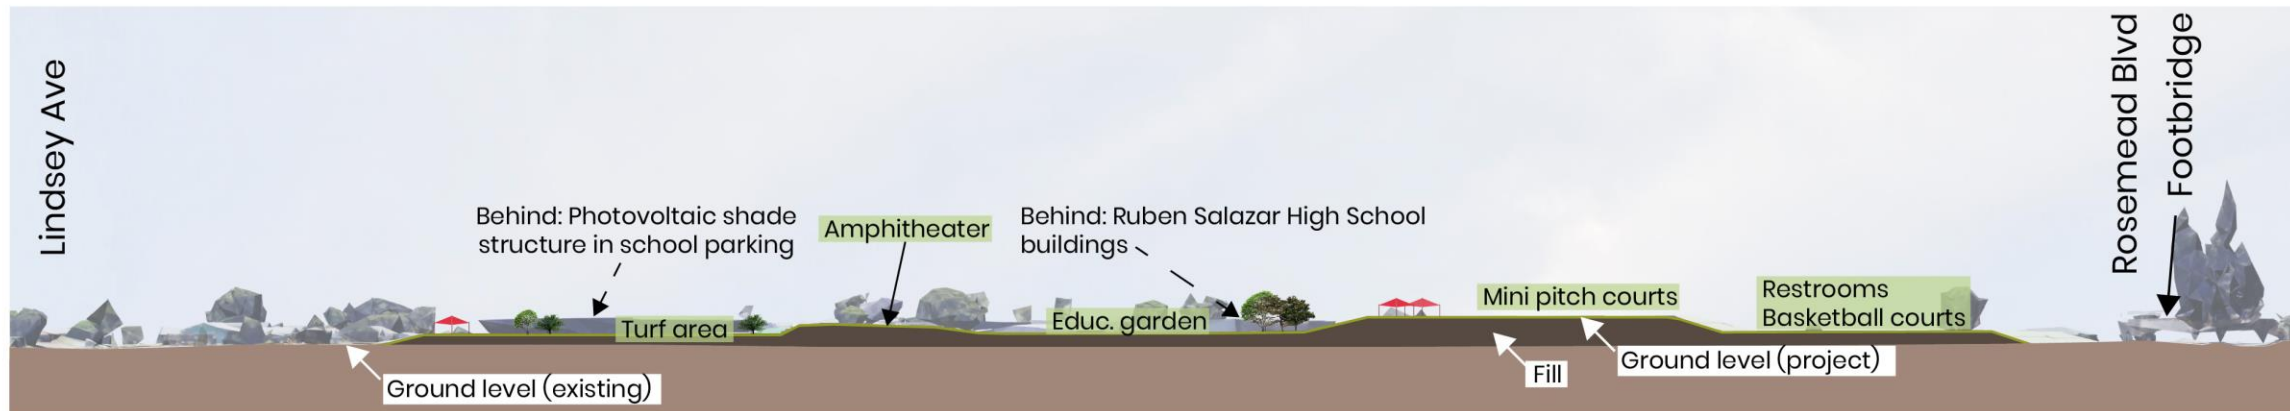 Lindsey Ave
Behind: Photovoltaic shade
structure in school parking
Amphitheater
Behind: Ruben Salazar High School
buildings
Rosemead Blvd
Footbridge
Turf area
Educ. garden
Mini pitch courts
Restrooms
Basketball courts
Ground level (existing)
Fill
Ground level (project)